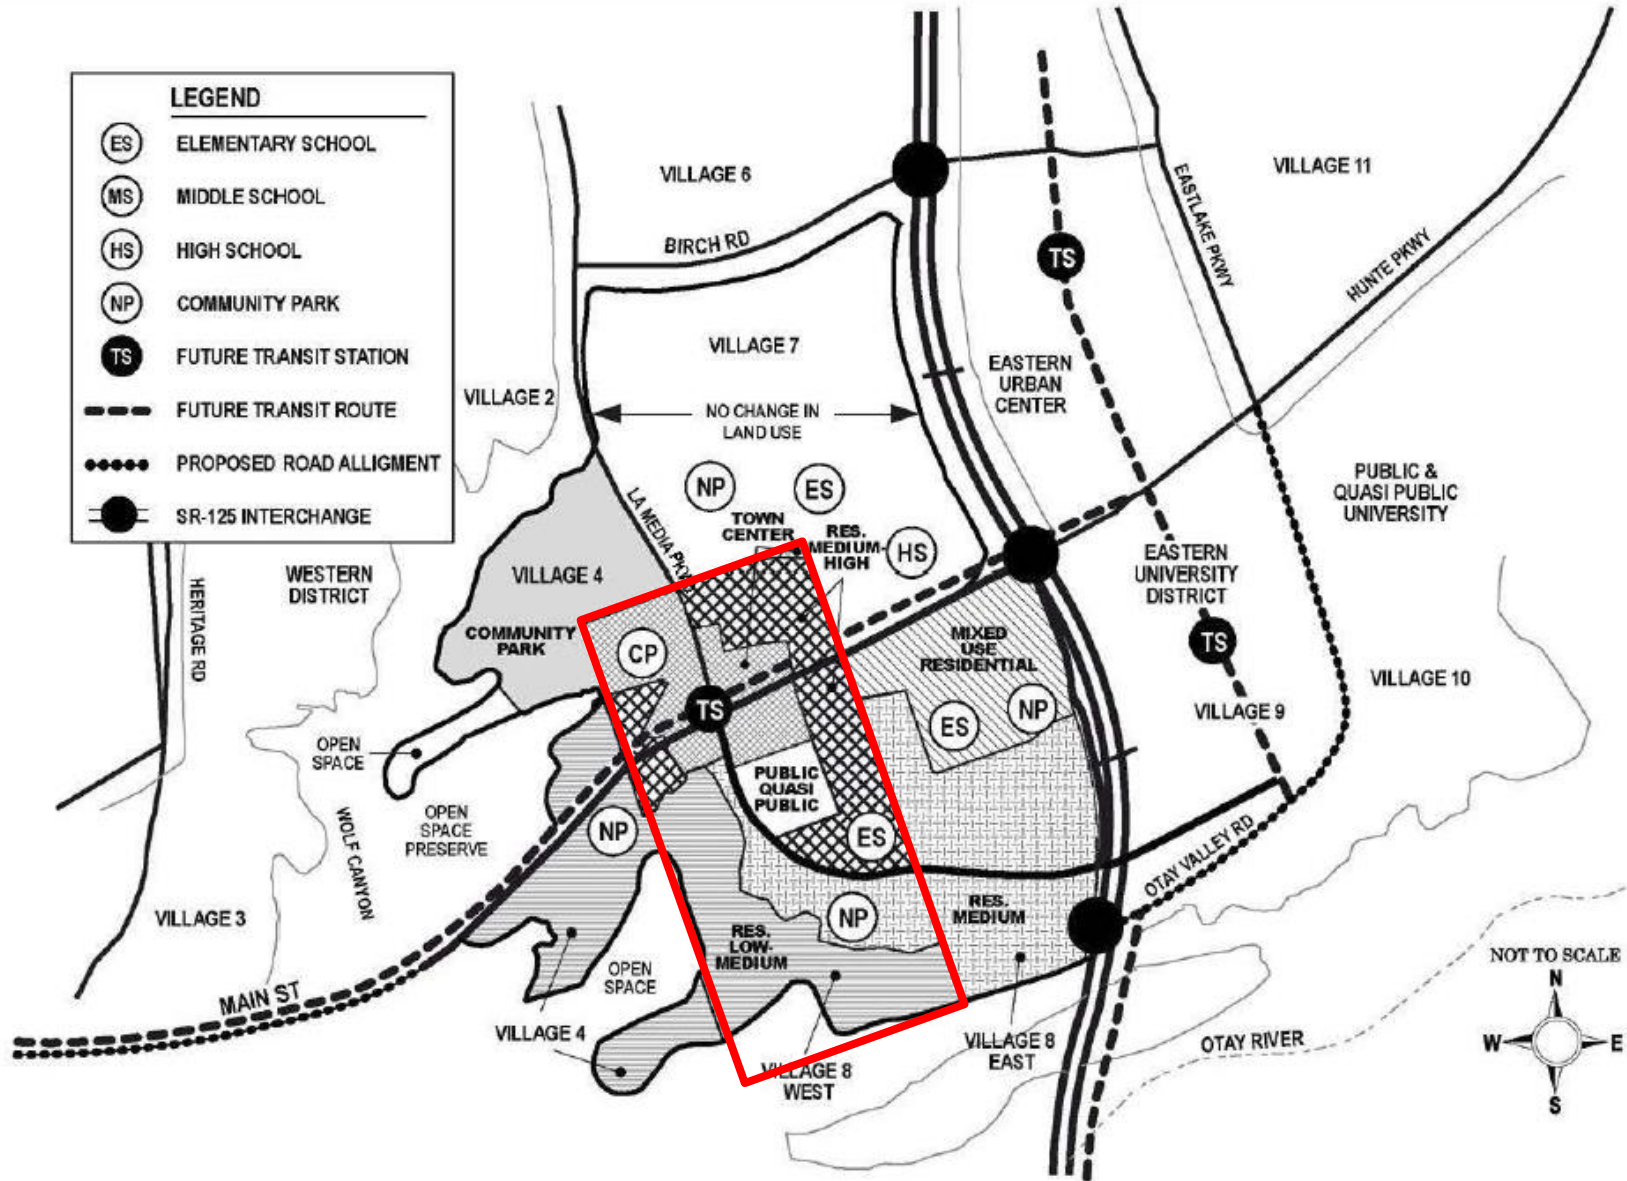 LEGEND
ES ELEMENTARY SCHOOL
MS MIDDLE SCHOOL
HS HIGH SCHOOL
NP COMMUNITY PARK
TS FUTURE TRANSIT STATION
FUTURE TRANSIT ROUTE
PROPOSED ROAD ALLIGMENT
SR-125 INTERCHANGE
VILLAGE 6
VILLAGE 11
BIRCH RD
EASTLAKE PKWY
HUNTE PKWY
TS
VILLAGE 7
VILLAGE 2
EASTERN
URBAN
CENTER
NO CHANGE IN
LAND USE
PUBLIC &
QUASI PUBLIC
UNIVERSITY
NP
ES
LA MEDIA PKWY
TOWN
CENTER
RES.
MEDIUM-
HIGH
HS
WESTERN
DISTRICT
HERITAGE RD
VILLAGE 4
EASTERN
UNIVERSITY
DISTRICT
COMMUNITY
PARK
CP
MIXED
USE
RESIDENTIAL
TS
VILLAGE 10
TS
ES
NP
VILLAGE 9
OPEN
SPACE
PUBLIC
QUASI
PUBLIC
OPEN
SPACE
PRESERVE
NP
ES
WOLF CANYON
OTAY VALLEY RD
VILLAGE 3
NP
RES.
MEDIUM
RES.
LOW-
MEDIUM
OPEN
SPACE
MAIN ST
NOT TO SCALE
N
W
E
S
VILLAGE 4
VILLAGE 8
WEST
VILLAGE 8
EAST
OTAY RIVER